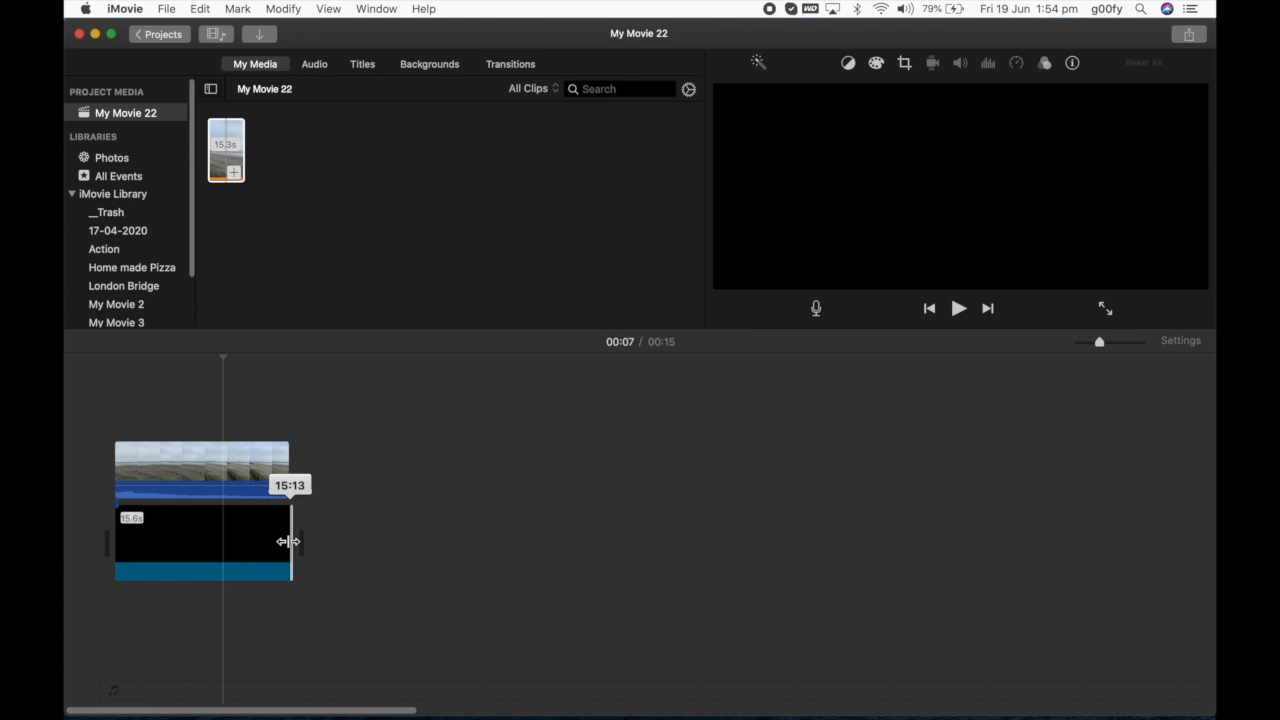 iMovie File Edit Mark Modify View Window Help WD 79% Fri 19 Jun 1:54 pm g00fy
Projects My Movie 22
My Media Audio Titles Backgrounds Transitions Reset All
PROJECT MEDIA
My Movie 22
LIBRARIES
Photos
All Events
iMovie Library
__Trash
17-04-2020
Action
Home made Pizza
London Bridge
My Movie 2
My Movie 3
My Movie 22 All Clips Search
15.3s
00:07 / 00:15 Settings
15:13
15.6s